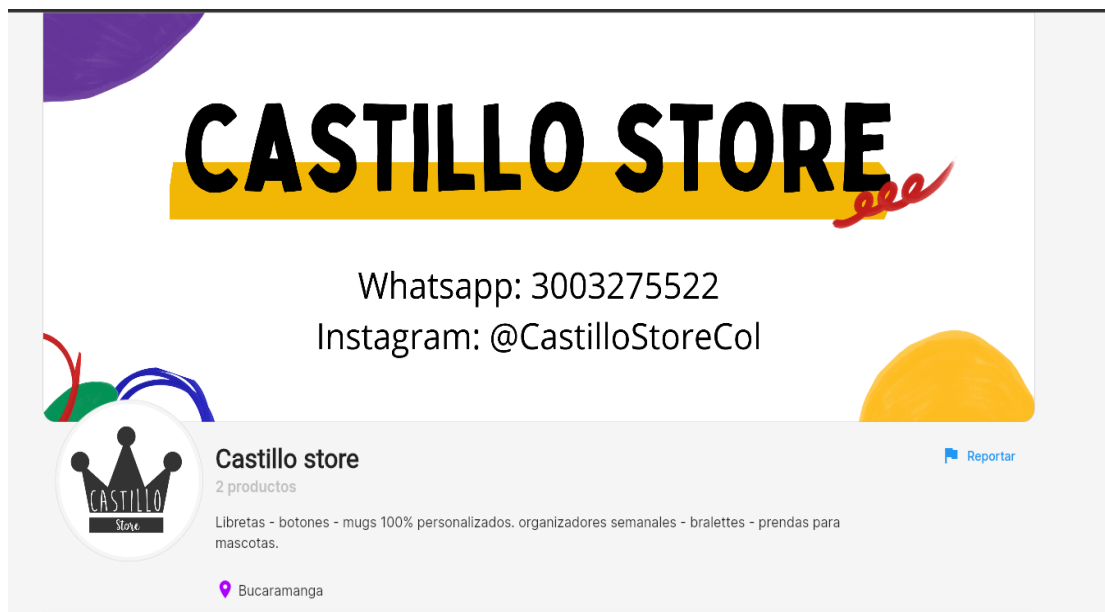 CASTILLO STORE
Whatsapp: 3003275522
Instagram: @CastilloStoreCol
CASTILLO
Store
Castillo store
Reportar
2 productos
Libretas - botones - mugs 100% personalizados. organizadores semanales - bralettes - prendas para
mascotas.
Bucaramanga